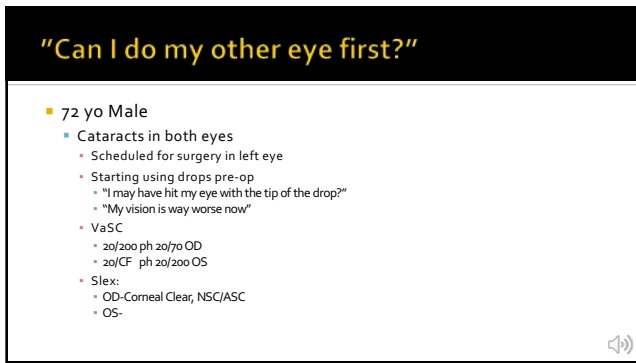 "Can I do my other eye first?"
72 yo Male
Cataracts in both eyes
Scheduled for surgery in left eye
Starting using drops pre-op
"I may have hit my eye with the tip of the drop?"
"My vision is way worse now"
VaSC
20/200 ph 20/70 OD
20/CF ph 20/200 OS
Slex:
OD-Corneal Clear, NSC/ASC
OS-